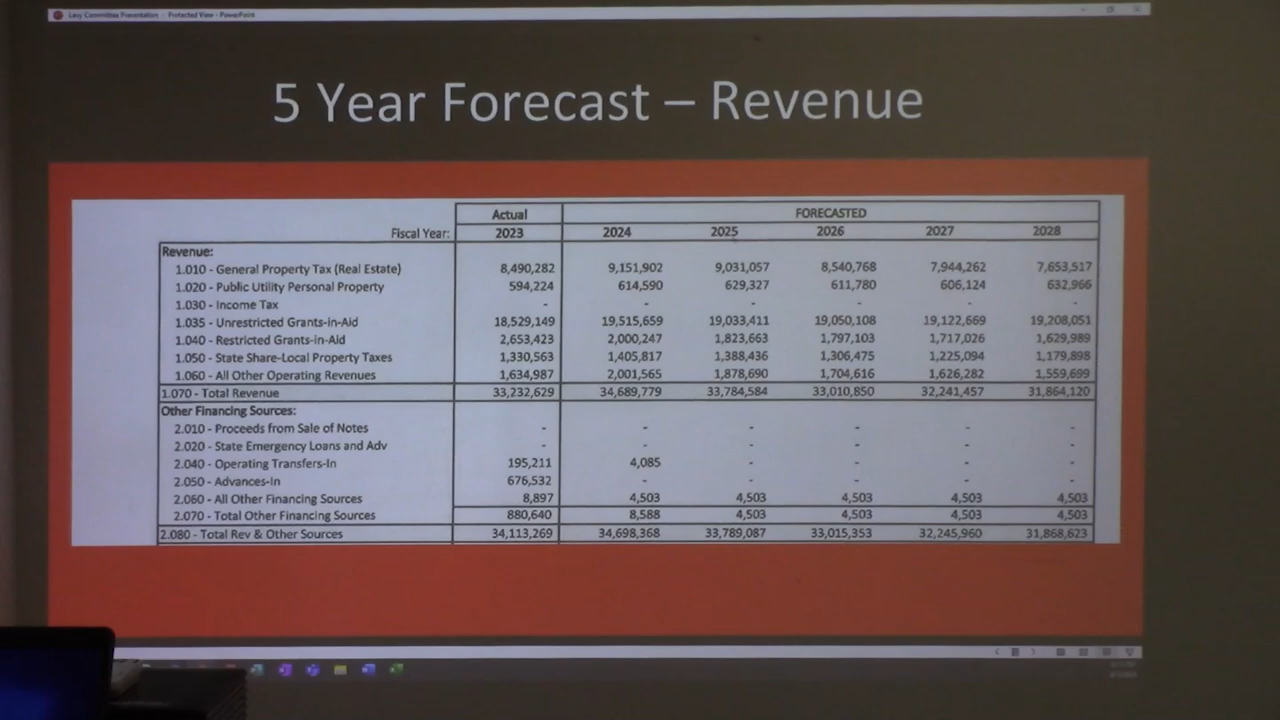 Levy Committee Presentation - Protected View - PowerPoint
5 Year Forecast – Revenue
Actual FORECASTED
Fiscal Year: 2023 2024 2025 2026 2027 2028
Revenue:
1.010 - General Property Tax (Real Estate) 8,490,282 9,151,902 9,031,057 8,540,768 7,944,262 7,653,517
1.020 - Public Utility Personal Property 594,224 614,590 629,327 611,780 606,124 632,966
1.030 - Income Tax - - - - - -
1.035 - Unrestricted Grants-in-Aid 18,529,149 19,515,659 19,033,411 19,050,108 19,122,669 19,208,051
1.040 - Restricted Grants-in-Aid 2,653,423 2,000,247 1,823,663 1,797,103 1,717,026 1,629,989
1.050 - State Share-Local Property Taxes 1,330,563 1,405,817 1,388,436 1,306,475 1,225,094 1,179,898
1.060 - All Other Operating Revenues 1,634,987 2,001,565 1,878,690 1,704,616 1,626,282 1,559,699
1.070 - Total Revenue 33,232,629 34,689,779 33,784,584 33,010,850 32,241,457 31,864,120
Other Financing Sources:
2.010 - Proceeds from Sale of Notes - - - - - -
2.020 - State Emergency Loans and Adv - - - - - -
2.040 - Operating Transfers-In 195,211 4,085 - - - -
2.050 - Advances-In 676,532 - - - - -
2.060 - All Other Financing Sources 8,897 4,503 4,503 4,503 4,503 4,503
2.070 - Total Other Financing Sources 880,640 8,588 4,503 4,503 4,503 4,503
2.080 - Total Rev & Other Sources 34,113,269 34,698,368 33,789,087 33,015,353 32,245,960 31,868,623